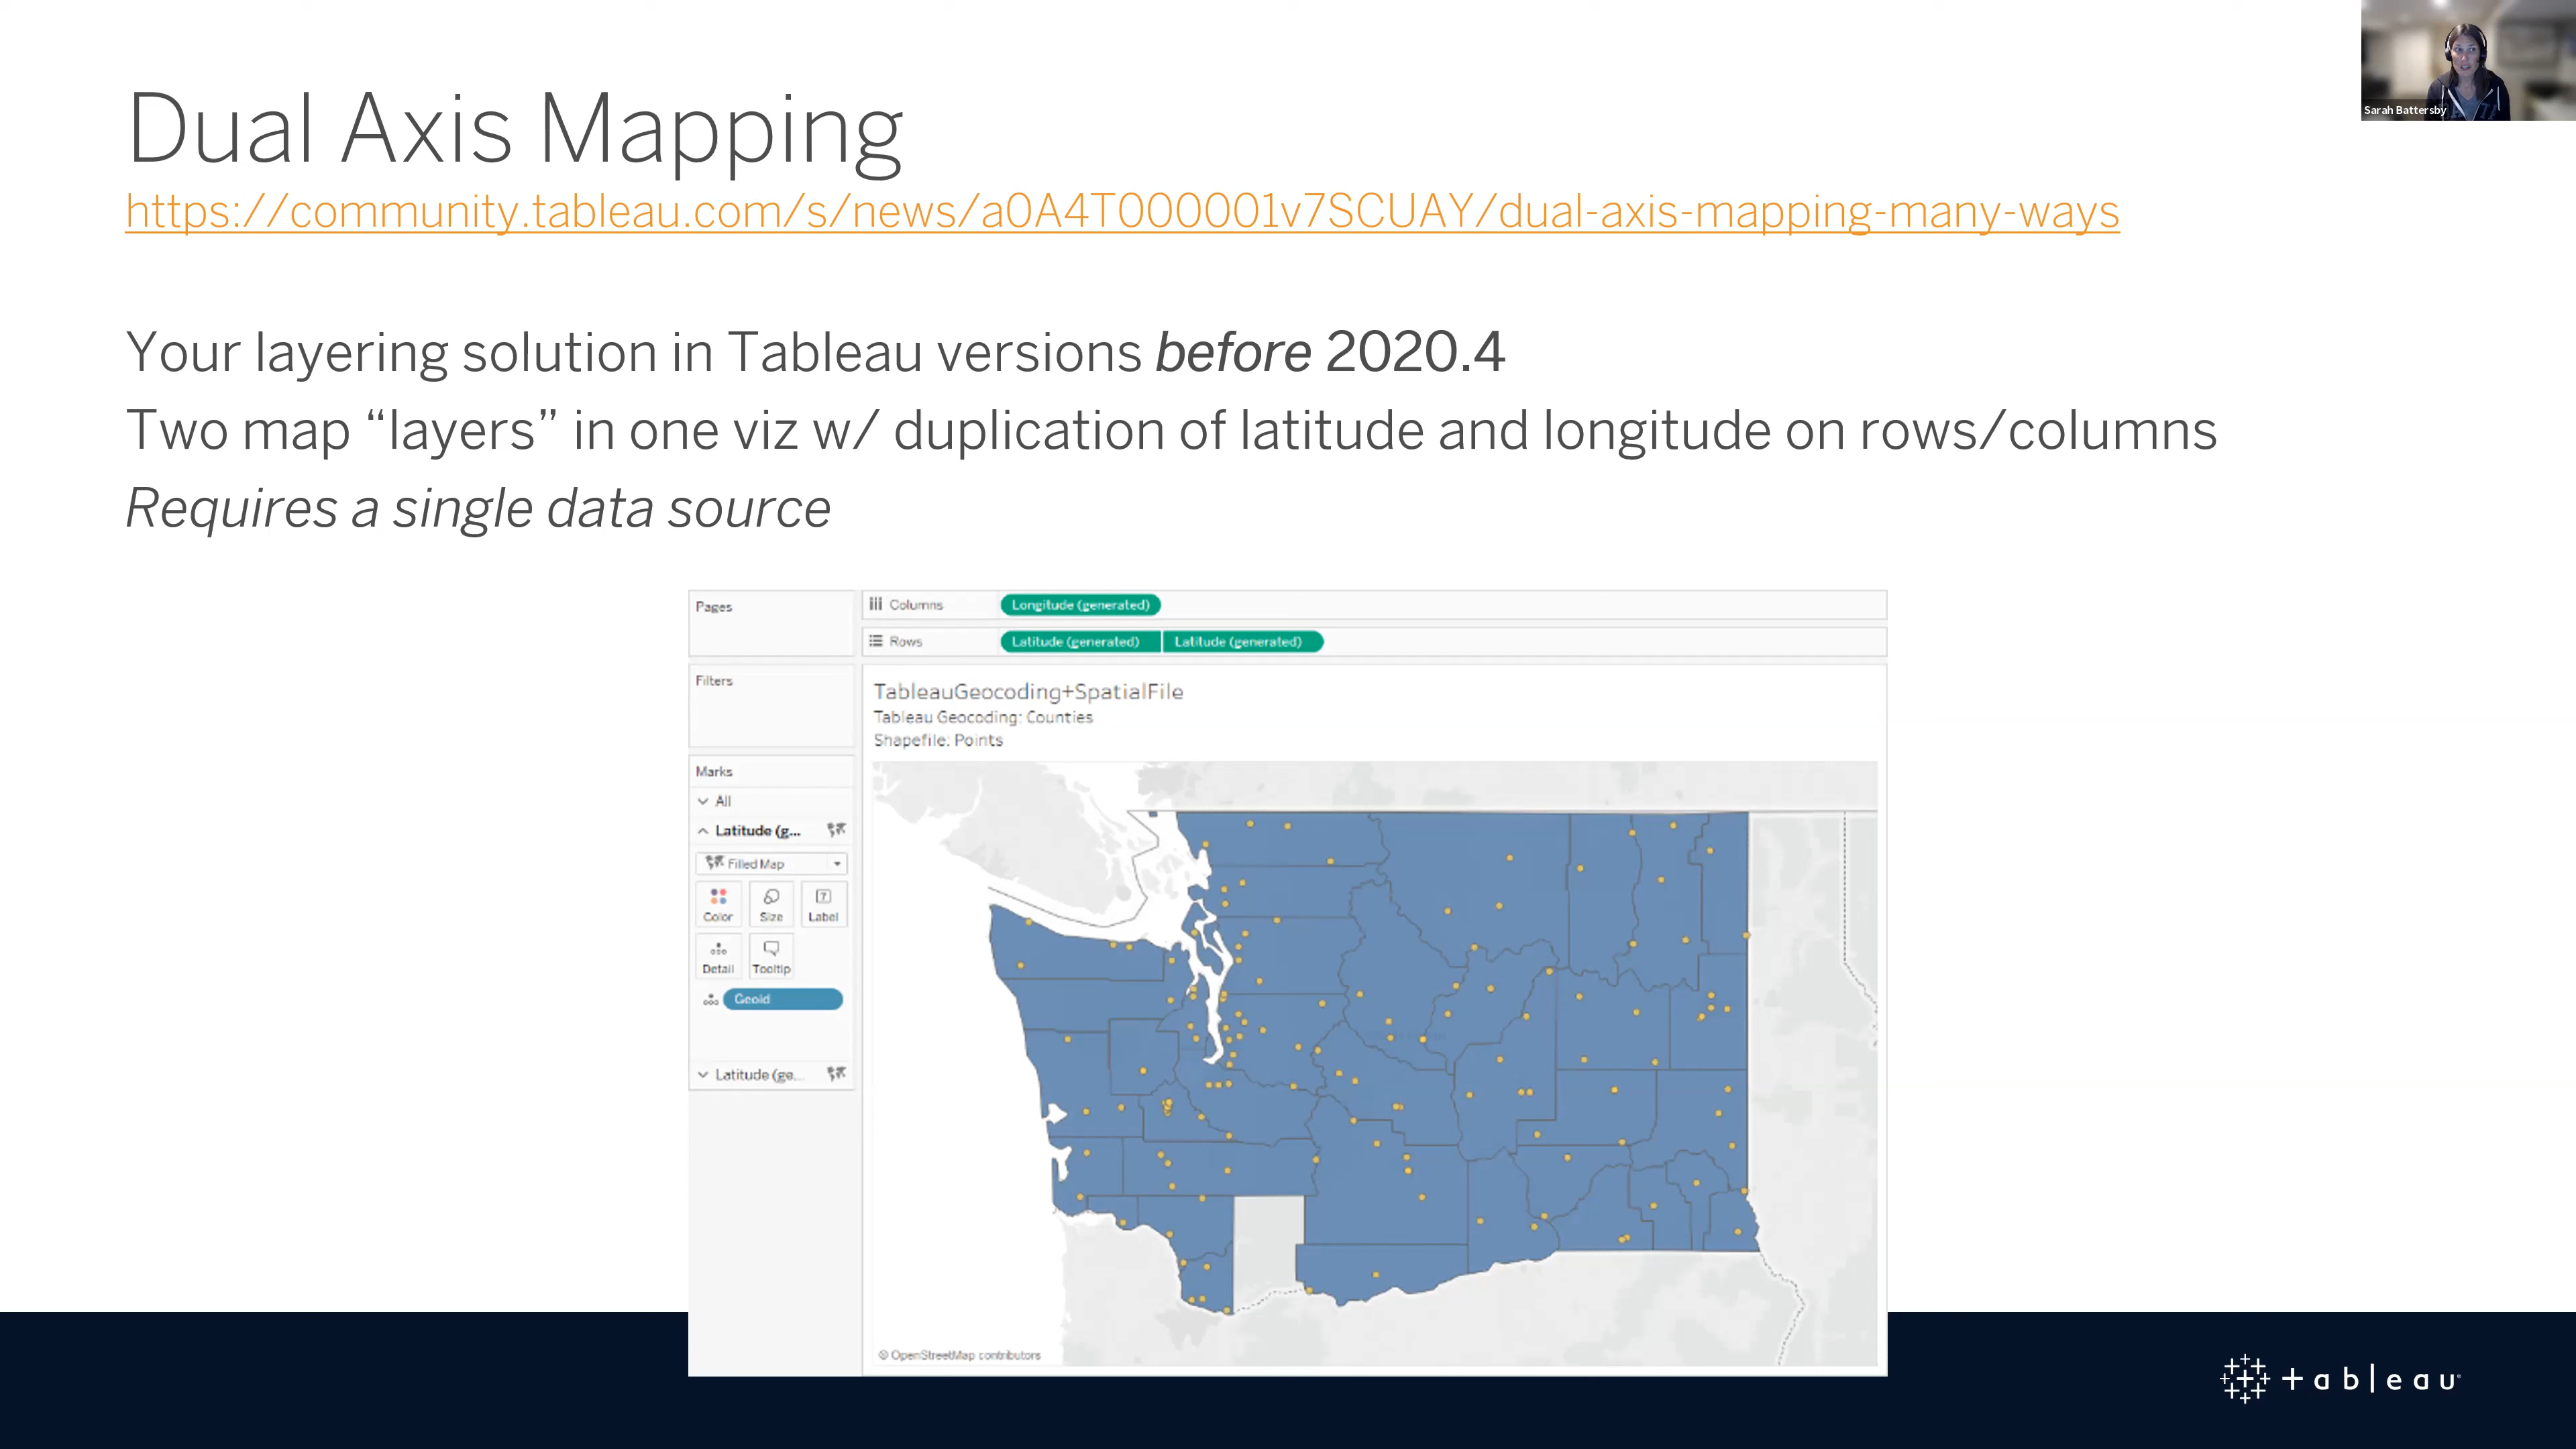 Dual Axis Mapping
https://community.tableau.com/s/news/a0A4T000001v7SCUAY/dual-axis-mapping-many-ways
Sarah Battersby
Your layering solution in Tableau versions before 2020.4
Two map “layers” in one viz w/ duplication of latitude and longitude on rows/columns
Requires a single data source
Pages
Columns
Longitude (generated)
Rows
Latitude (generated)
Latitude (generated)
Filters
TableauGeocoding+SpatialFile
Tableau Geocoding: Counties
Shapefile: Points
Marks
All
Latitude (g...
Filled Map
Color
Size
Label
Detail
Tooltip
Geoid
Latitude (ge...
© OpenStreetMap contributors
+ableau